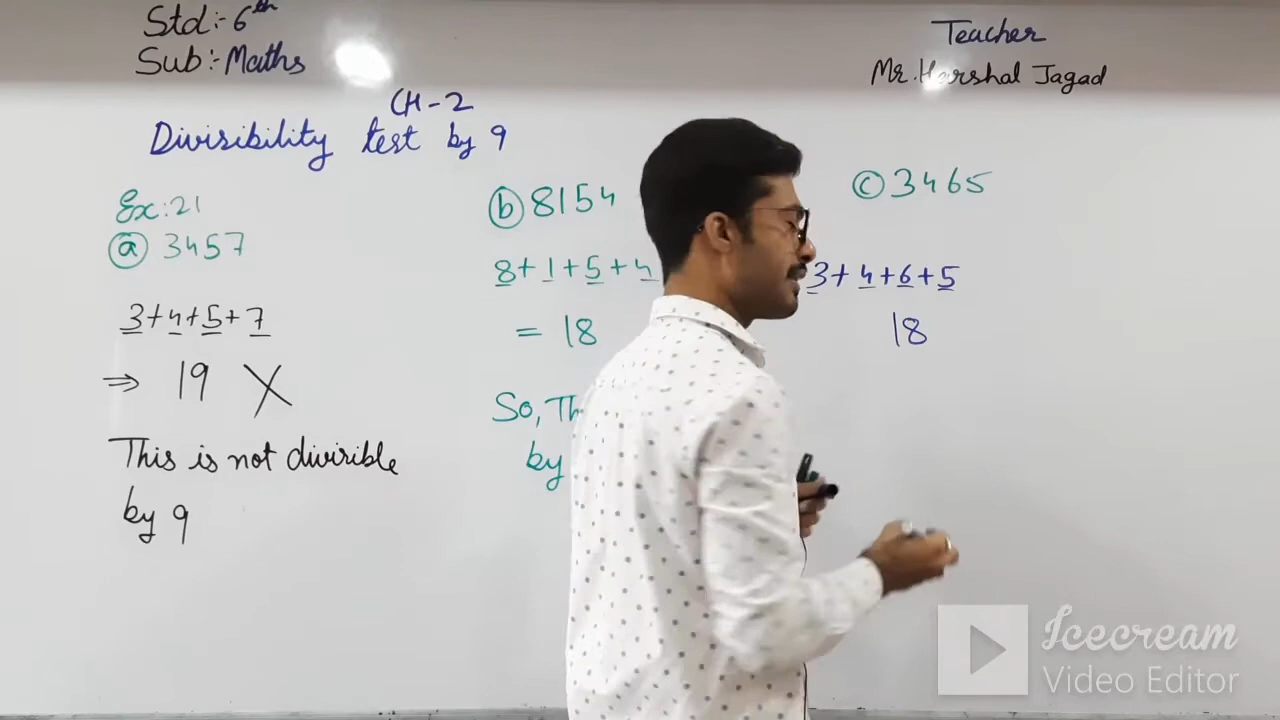 Std:- 6th
Sub:- Maths
Teacher
Mr. Harshal Jagad
CH-2
Divisibility test by 9
Ex:21
(a) 3457
3+4+5+7
⇒ 19 X
This is not divisible
by 9
(b) 8154
8+1+5+4
= 18
So, Th
by
(c) 3465
3+4+6+5
18
Icecream
Video Editor